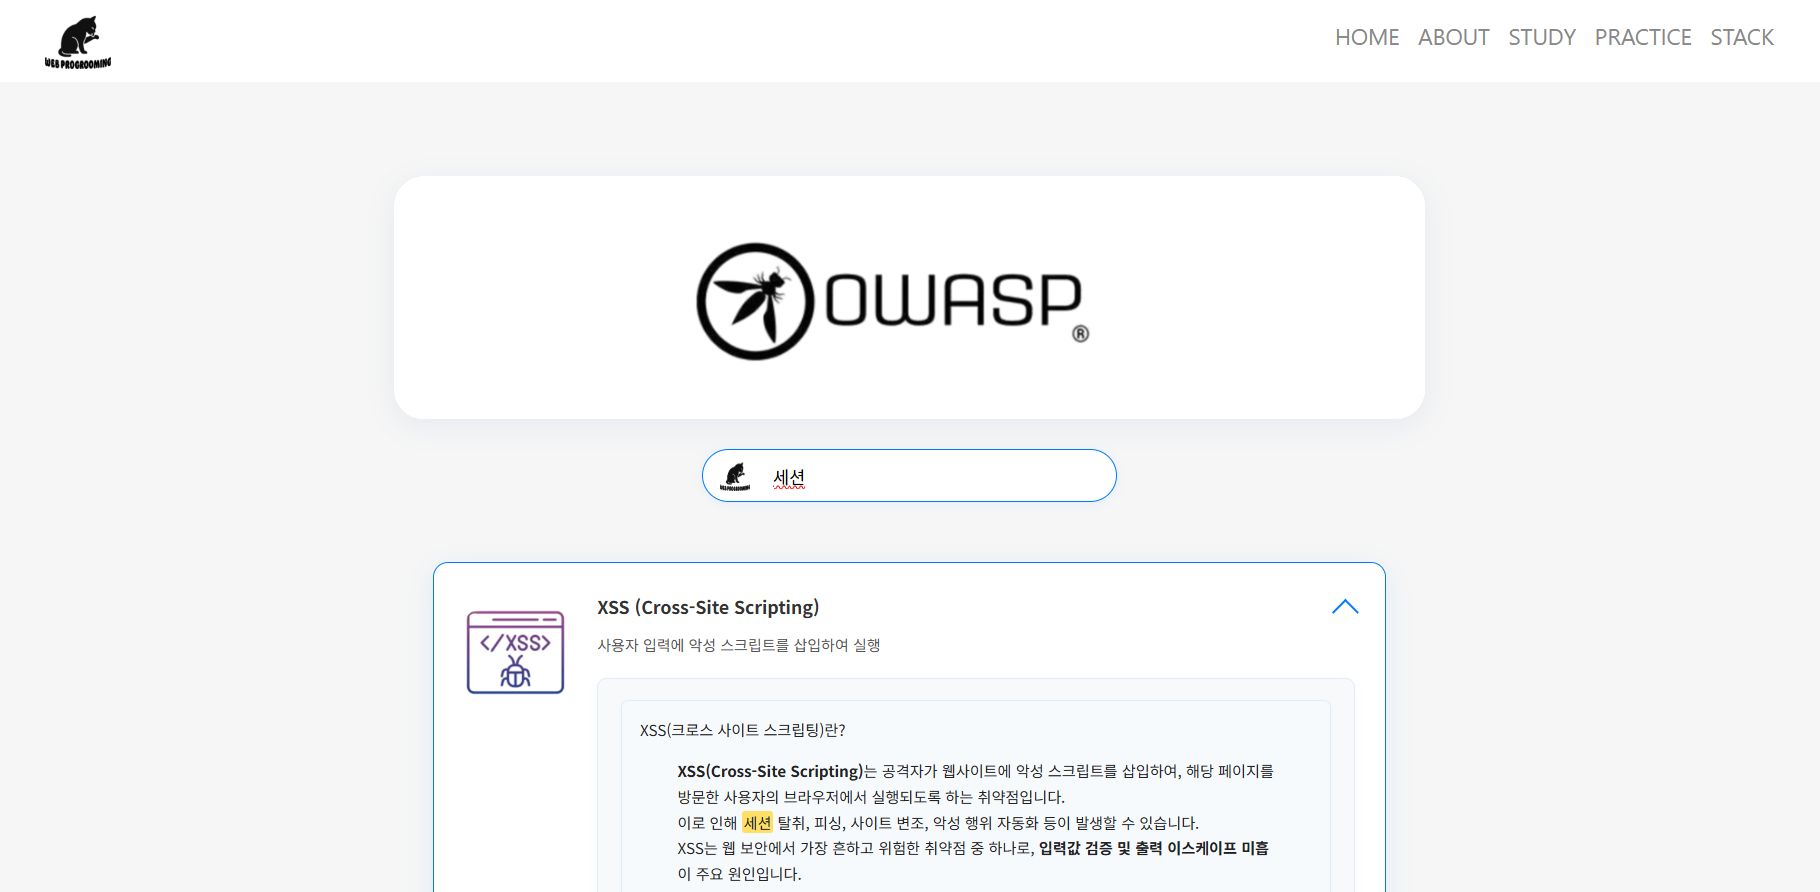 WEB PROGROOMING
HOME ABOUT STUDY PRACTICE STACK
OWASP®
WEB PROGROOMING
세션
XSS (Cross-Site Scripting)
</XSS>
사용자 입력에 악성 스크립트를 삽입하여 실행
XSS(크로스 사이트 스크립팅)란?
XSS(Cross-Site Scripting)는 공격자가 웹사이트에 악성 스크립트를 삽입하여, 해당 페이지를
방문한 사용자의 브라우저에서 실행되도록 하는 취약점입니다.
이로 인해 세션 탈취, 피싱, 사이트 변조, 악성 행위 자동화 등이 발생할 수 있습니다.
XSS는 웹 보안에서 가장 흔하고 위험한 취약점 중 하나로, 입력값 검증 및 출력 이스케이프 미흡
이 주요 원인입니다.